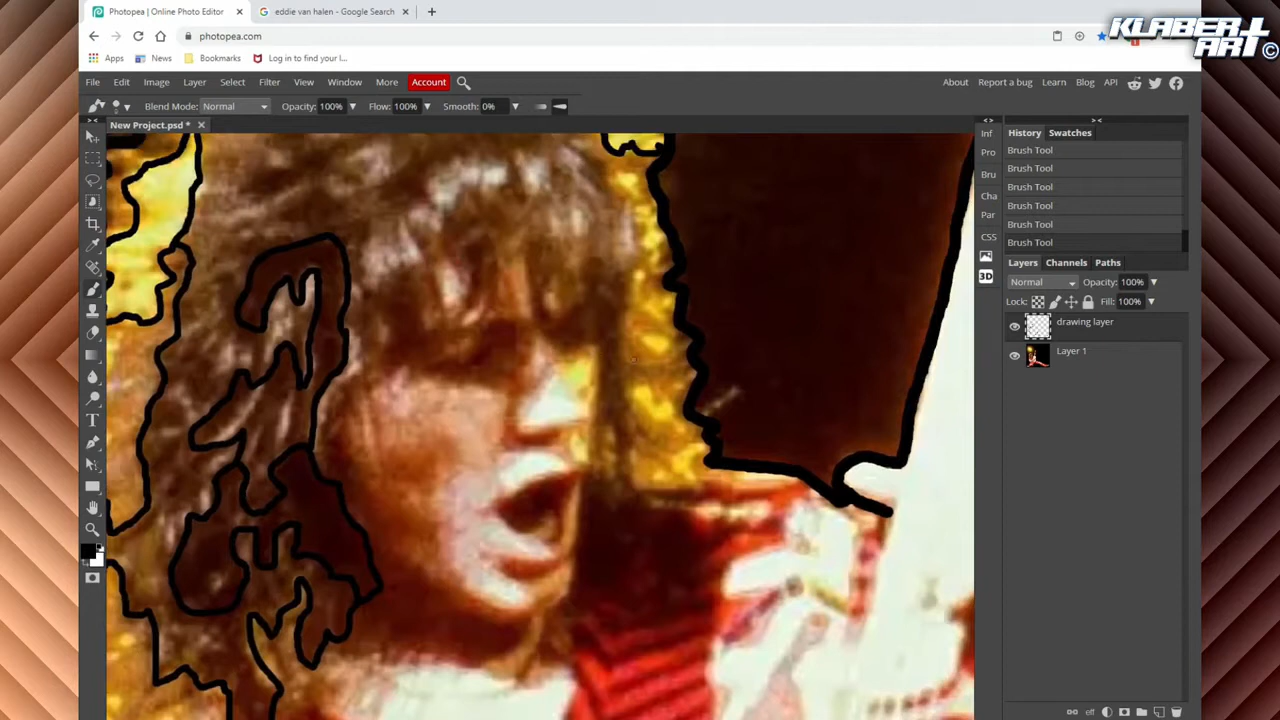 Photopea | Online Photo Editor
eddie van halen - Google Search
KLABERT
ART©
photopea.com
Apps
News
Bookmarks
Log in to find your l...
File Edit Image Layer Select Filter View Window More Account
About Report a bug Learn Blog API
Blend Mode: Normal Opacity: 100% Flow: 100% Smooth: 0%
New Project.psd *
Inf
Pro
Bru
Cha
Par
CSS
3D
History Swatches
Brush Tool
Brush Tool
Brush Tool
Brush Tool
Brush Tool
Brush Tool
Layers Channels Paths
Normal Opacity: 100%
Lock: Fill: 100%
drawing layer
Layer 1
eff